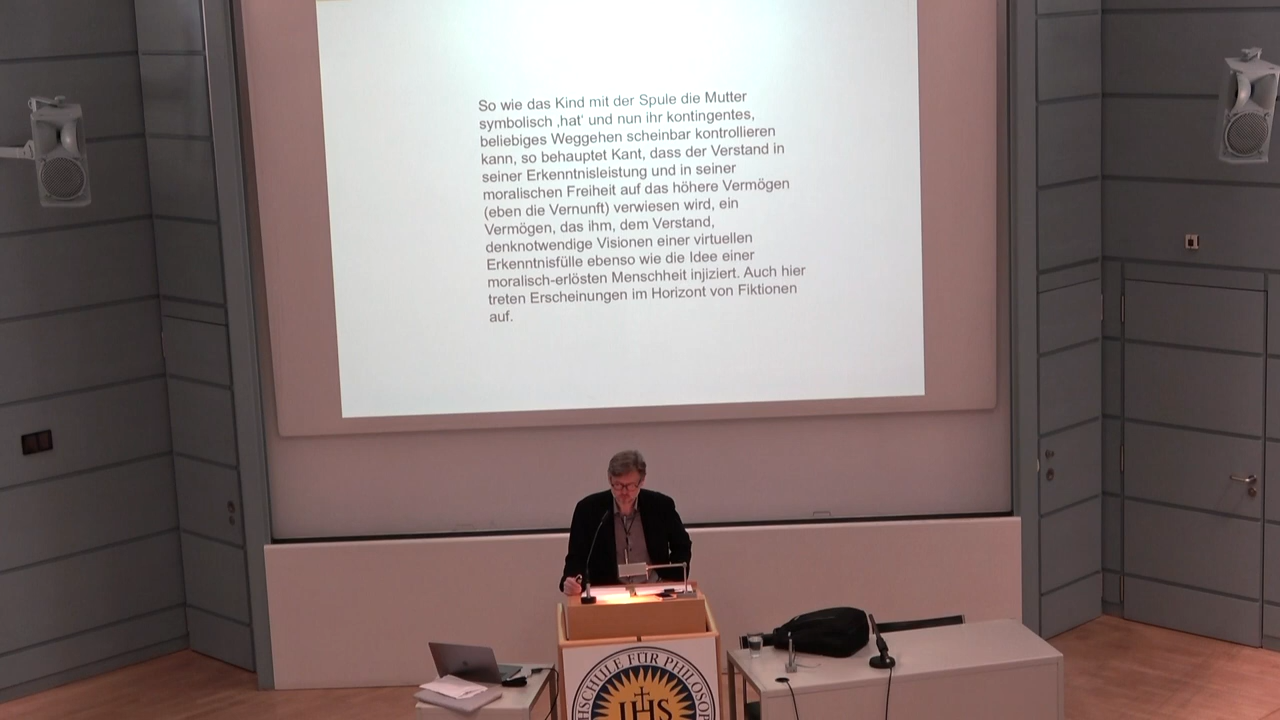 So wie das Kind mit der Spule die Mutter
symbolisch ‚hat‘ und nun ihr kontingentes,
beliebiges Weggehen scheinbar kontrollieren
kann, so behauptet Kant, dass der Verstand in
seiner Erkenntnisleistung und in seiner
moralischen Freiheit auf das höhere Vermögen
(eben die Vernunft) verwiesen wird, ein
Vermögen, das ihm, dem Verstand,
denknotwendige Visionen einer virtuellen
Erkenntnisfülle ebenso wie die Idee einer
moralisch-erlösten Menschheit injiziert. Auch hier
treten Erscheinungen im Horizont von Fiktionen
auf.
HSCHULE FÜR PHILOSOP
IHS